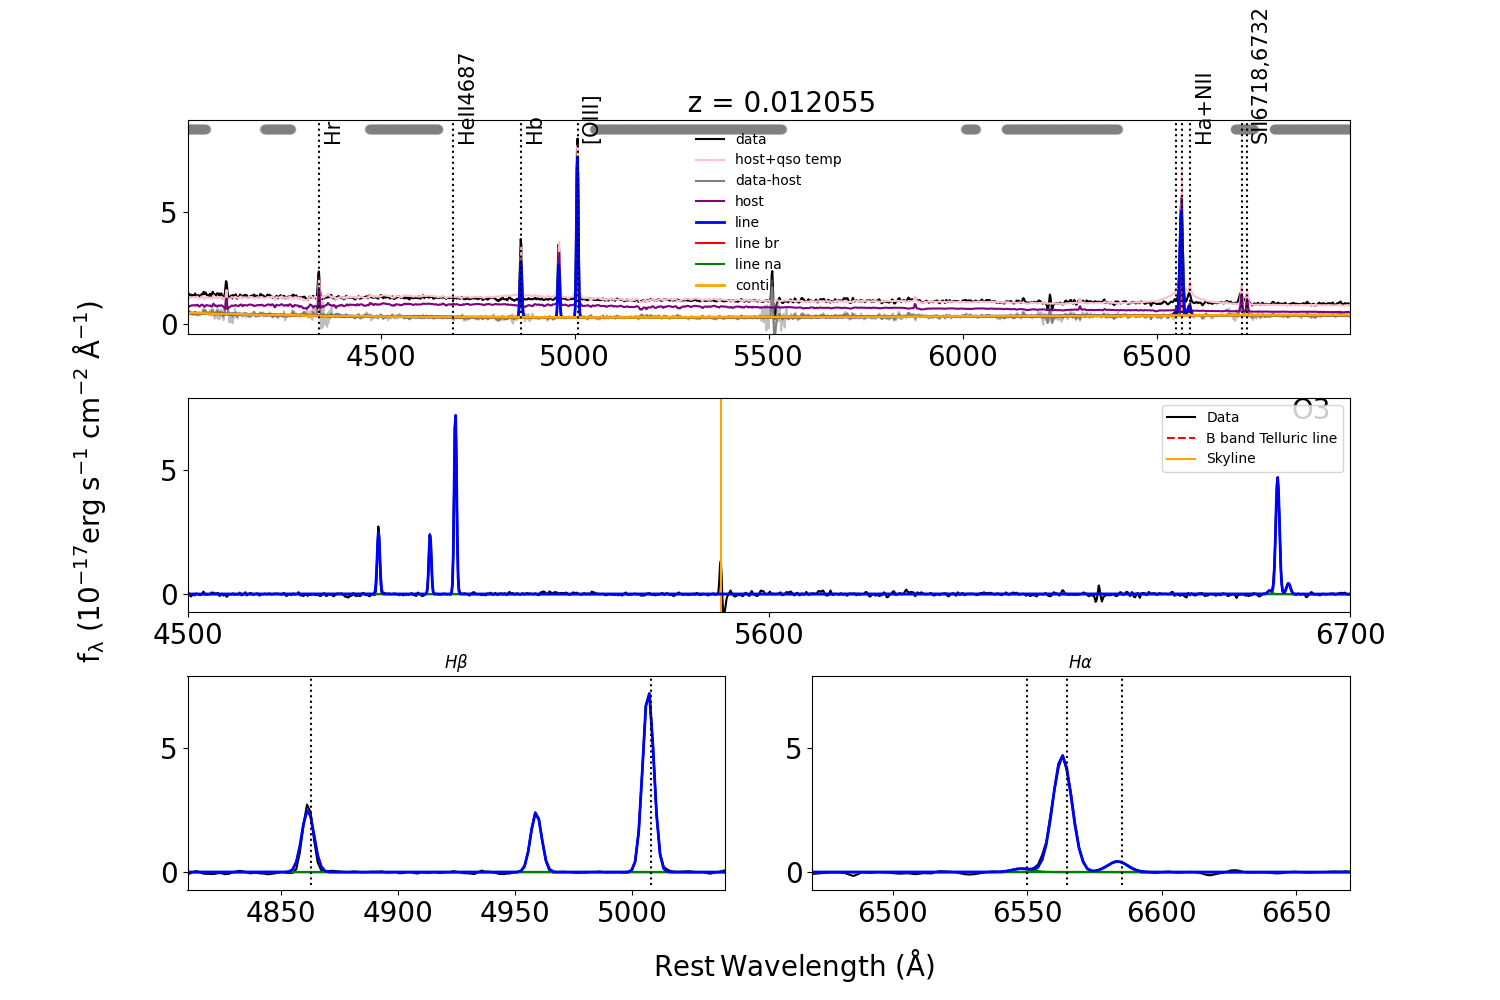 z = 0.012055
Hr
HeII4687
Hb
[OIII]
Ha+NII
SII6718,6732
data
host+qso temp
data-host
host
line
line br
line na
conti
5
0
4500
5000
5500
6000
6500
O3
Data
B band Telluric line
Skyline
5
0
4500
5600
6700
Hβ
5
0
4850
4900
4950
5000
Hα
5
0
6500
6550
6600
6650
f_λ (10⁻¹⁷erg s⁻¹ cm⁻² Å⁻¹)
Rest Wavelength (Å)